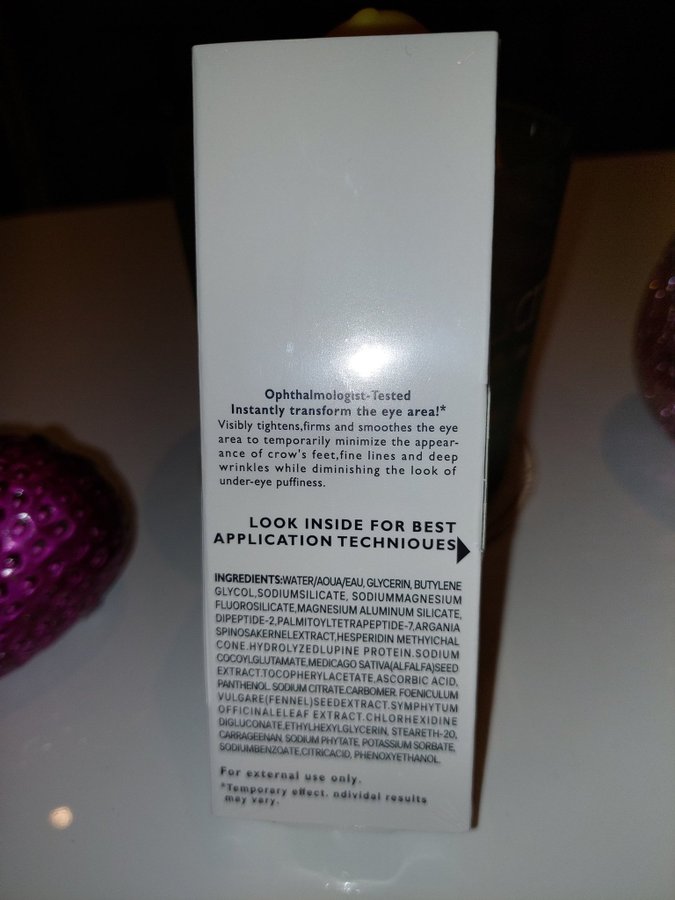 Ophthalmologist-Tested
Instantly transform the eye area!*
Visibly tightens,firms and smoothes the eye
area to temporarily minimize the appear-
ance of crow's feet,fine lines and deep
wrinkles while diminishing the look of
under-eye puffiness.
LOOK INSIDE FOR BEST
APPLICATION TECHNIOUES
INGREDIENTS:WATER/AOUA/EAU, GLYCERIN, BUTYLENE
GLYCOL,SODIUMSILICATE, SODIUMMAGNESIUM
FLUOROSILICATE,MAGNESIUM ALUMINUM SILICATE,
DIPEPTIDE-2,PALMITOYLTETRAPEPTIDE-7,ARGANIA
SPINOSAKERNELEXTRACT,HESPERIDIN METHYICHAL
CONE.HYDROLYZEDLUPINE PROTEIN.SODIUM
COCOYLGLUTAMATE,MEDICAGO SATIVA(ALFALFA)SEED
EXTRACT.TOCOPHERYLACETATE,ASCORBIC ACID,
PANTHENOL. SODIUM CITRATE.CARBOMER. FOENICULUM
VULGARE(FENNEL)SEEDEXTRACT.SYMPHYTUM
OFFICINALELEAF EXTRACT.CHLORHEXIDINE
DIGLUCONATE,ETHYLHEXYLGLYCERIN, STEARETH-20,
CARRAGEENAN, SODIUM PHYTATE, POTASSIUM SORBATE,
SODIUMBENZOATE,CITRICACID, PHENOXYETHANOL.
For external use only.
*Temporary effect. ndividal results
may vary.